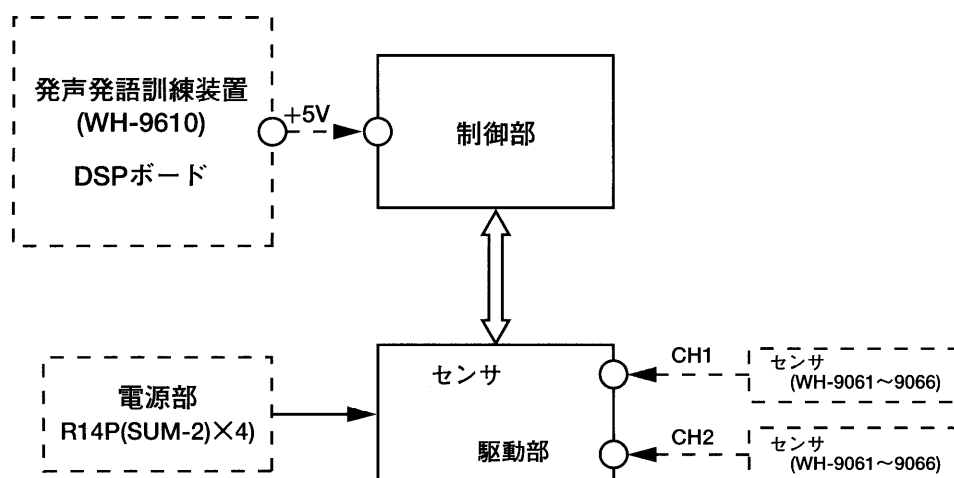 発声発語訓練装置
(WH-9610)
DSPボード
+5V
制御部
電源部
R14P(SUM-2)×4)
センサ
駆動部
CH1
センサ
(WH-9061～9066)
CH2
センサ
(WH-9061～9066)